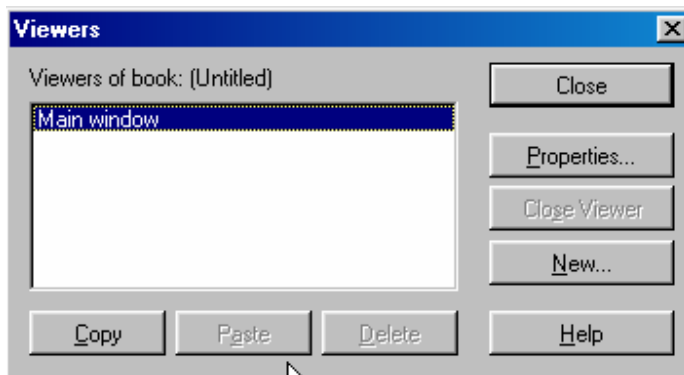 Viewers
Viewers of book: (Untitled)
Main window
Close
Properties...
Close Viewer
New...
Copy
Paste
Delete
Help